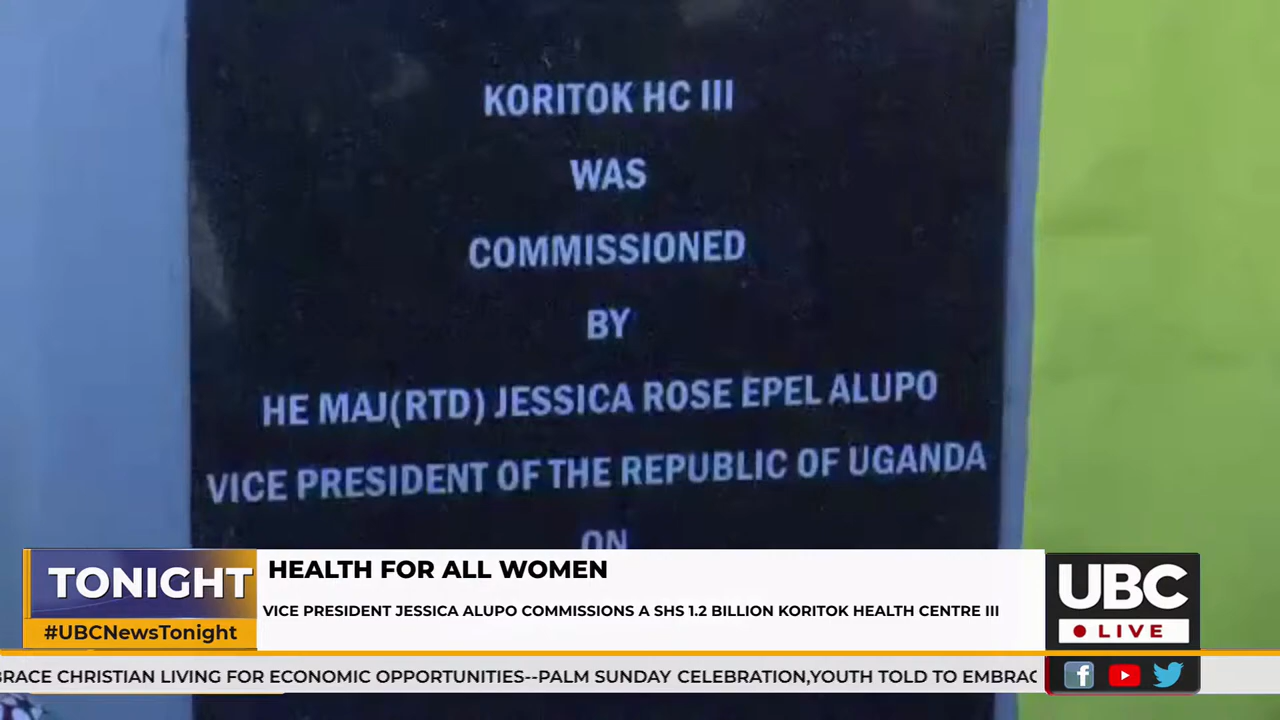 KORITOK HC III
WAS
COMMISSIONED
BY
HE MAJ(RTD) JESSICA ROSE EPEL ALUPO
VICE PRESIDENT OF THE REPUBLIC OF UGANDA
ON
TONIGHT
#UBCNewsTonight
HEALTH FOR ALL WOMEN
VICE PRESIDENT JESSICA ALUPO COMMISSIONS A SHS 1.2 BILLION KORITOK HEALTH CENTRE III
UBC
LIVE
CHRISTIAN LIVING FOR ECONOMIC OPPORTUNITIES--PALM SUNDAY CELEBRATION,YOUTH TOLD TO